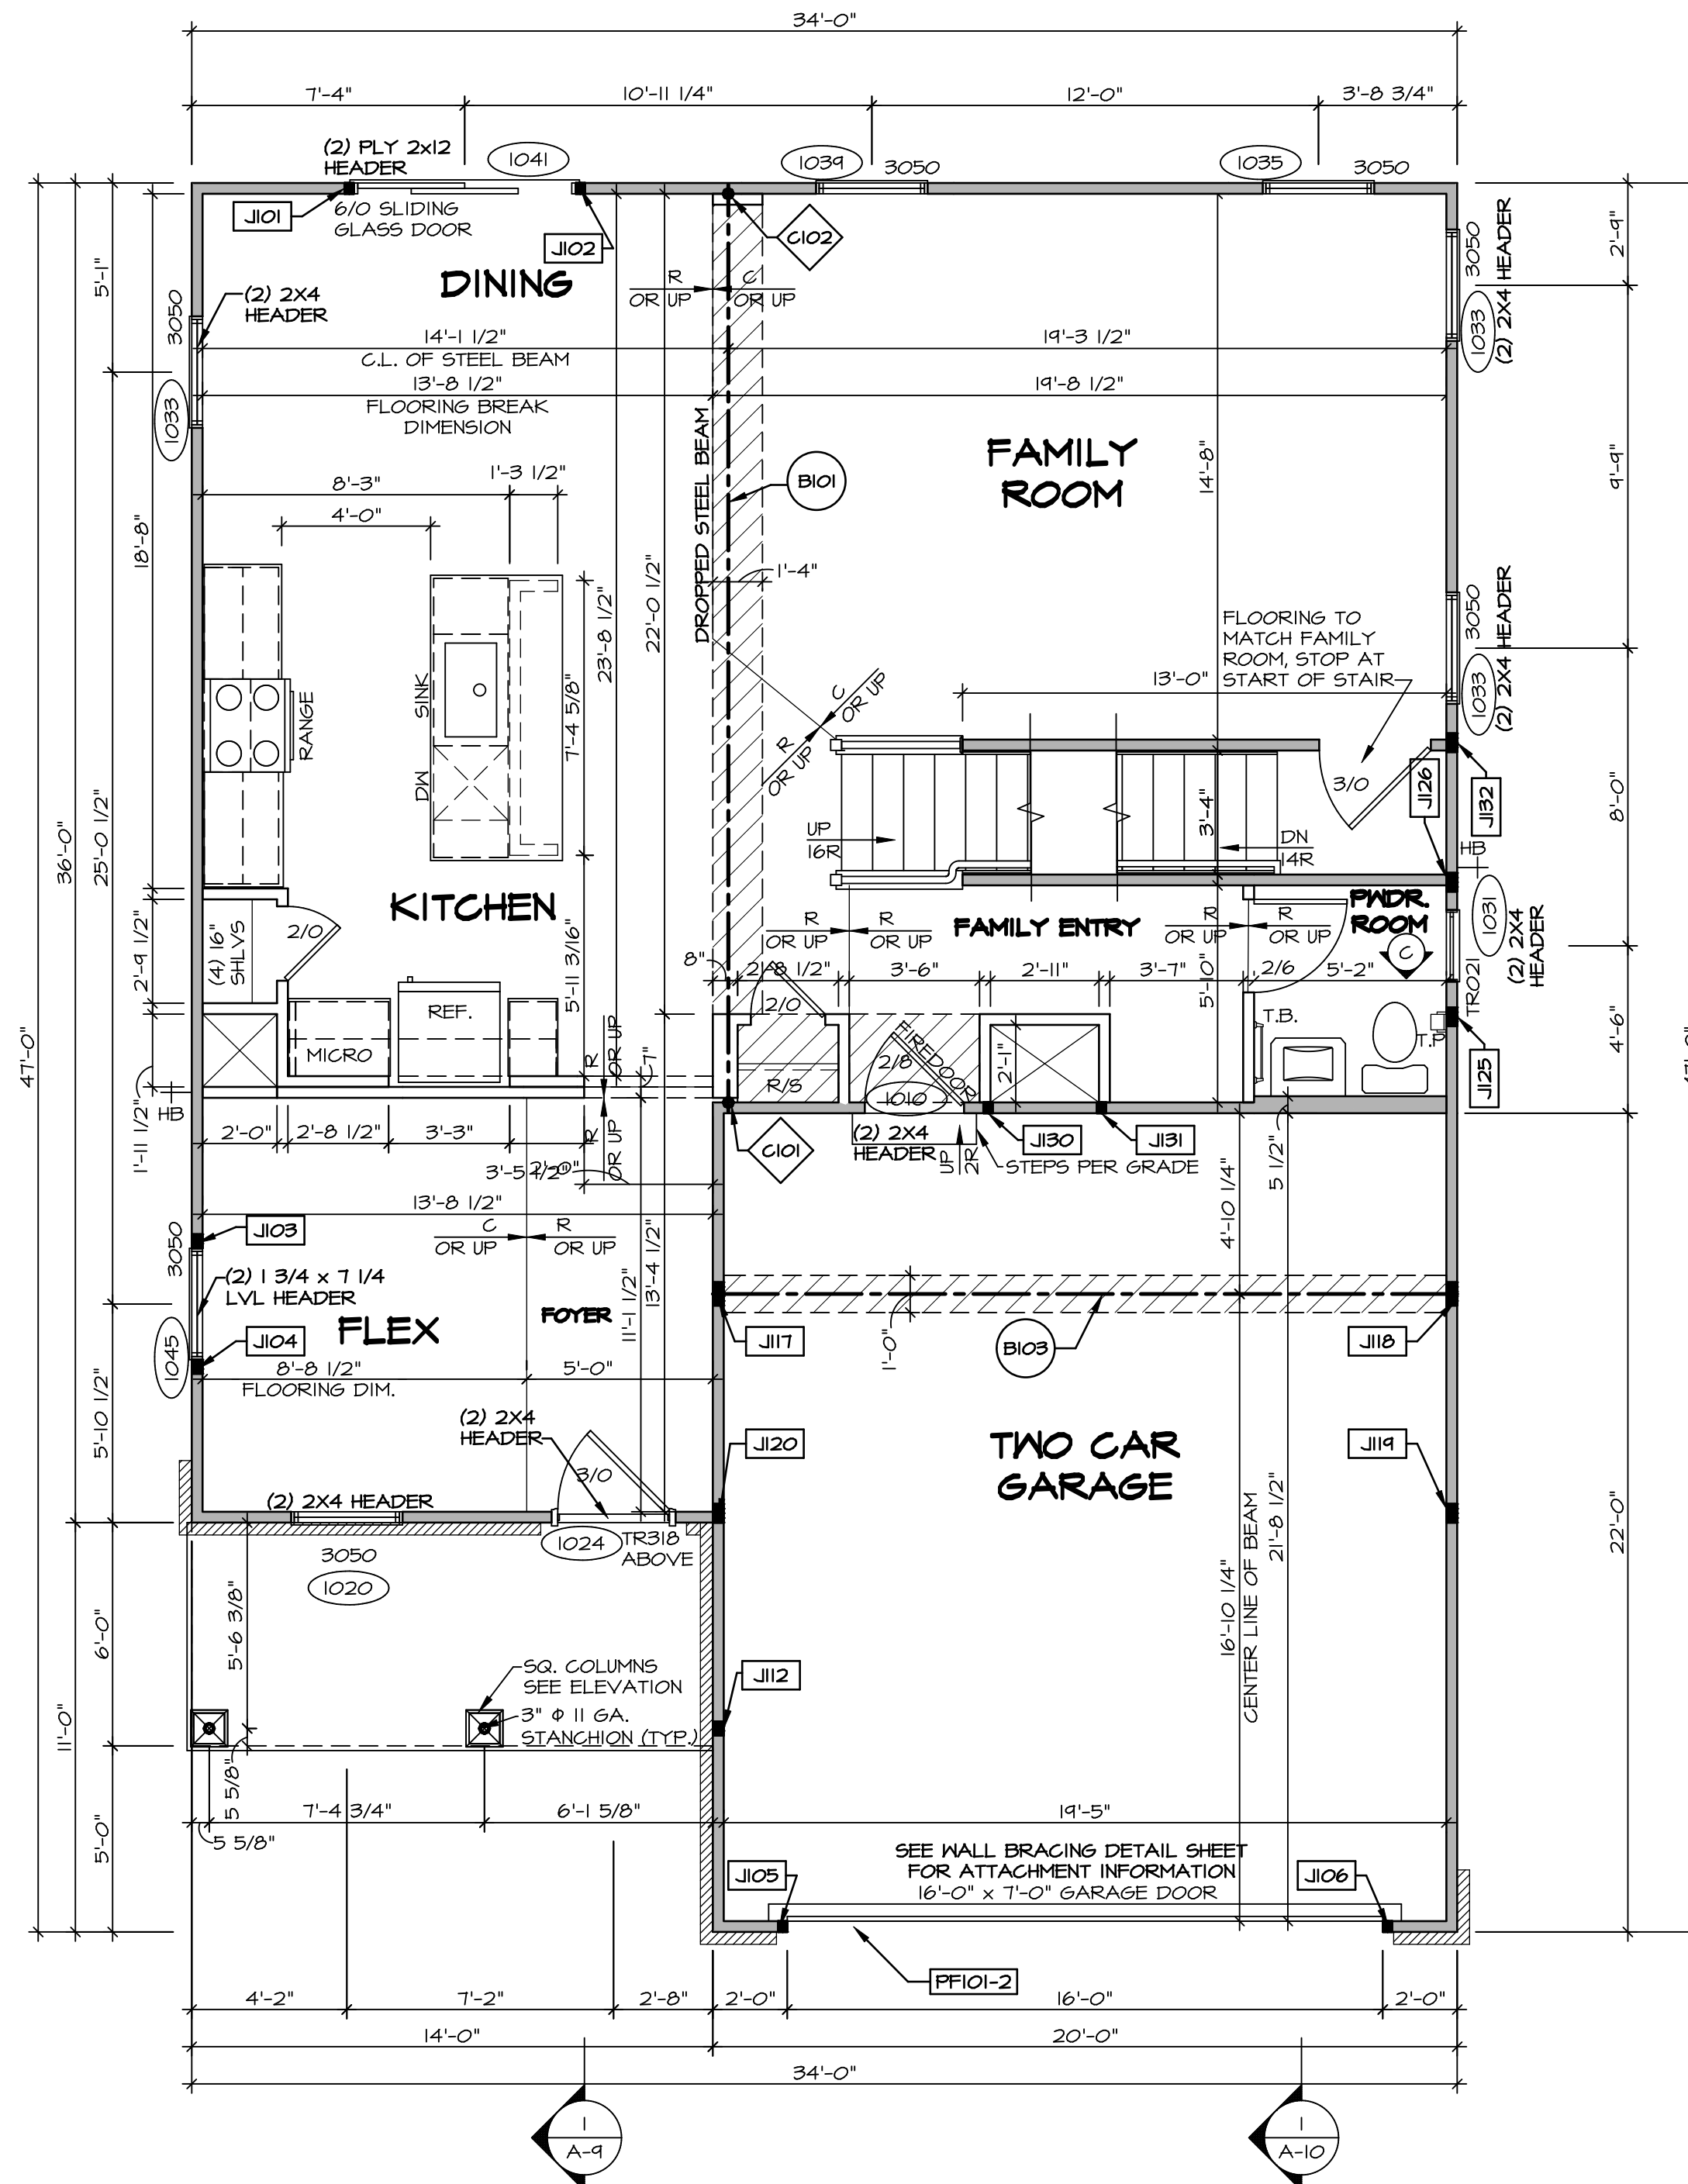 34'-0"
7'-4"
10'-11 1/4"
12'-0"
3'-8 3/4"
(2) PLY 2x12
HEADER
1041
1039
3050
1035
3050
J101
6/0 SLIDING
GLASS DOOR
J102
C102
DINING
R
OR UP
C
OR UP
(2) 2X4
HEADER
3050
1033
5'-1"
14'-1 1/2"
C.L. OF STEEL BEAM
13'-8 1/2"
FLOORING BREAK
DIMENSION
19'-3 1/2"
19'-8 1/2"
3050
1033
(2) 2X4 HEADER
2'-9"
9'-9"
FAMILY
ROOM
14'-8"
DROPPED STEEL BEAM
B101
8'-3"
1'-3 1/2"
4'-0"
18'-8"
23'-8 1/2"
22'-0 1/2"
1'-4"
7'-4 5/8"
RANGE
SINK
DW
FLOORING TO
MATCH FAMILY
ROOM, STOP AT
START OF STAIR
13'-0"
3050
1033
(2) 2X4 HEADER
C
OR UP
R
OR UP
3/0
J126
J132
8'-0"
UP
16R
3'-4"
DN
14R
HB
36'-0"
25'-0 1/2"
47'-0"
KITCHEN
2'-9 1/2"
(4) 16"
SHLVS
2/0
5'-11 3/16"
R
OR UP
R
OR UP
FAMILY ENTRY
R
OR UP
R
OR UP
PWDR.
ROOM
C
1031
(2) 2X4
HEADER
TR021
8"
2'-8 1/2"
3'-6"
2'-11"
3'-7"
5'-10"
2/6
5'-2"
REF.
MICRO
2/0
R/S
FIREDOOR
2/8
1010
2'-1"
T.B.
T.P
J125
4'-6"
R
OR UP
7"
1'-11 1/2"
HB
2'-0"
2'-8 1/2"
3'-3"
R
OR UP
3'-5 1/2"
2'-0"
C101
(2) 2X4
HEADER
UP
2R
J130
J131
STEPS PER GRADE
5 1/2"
4'-10 1/4"
13'-8 1/2"
J103
C
OR UP
R
OR UP
3050
(2) 1 3/4 x 7 1/4
LVL HEADER
FLEX
FOYER
11'-1 1/2"
13'-4 1/2"
J104
1045
8'-8 1/2"
FLOORING DIM.
5'-0"
J117
1'-0"
B103
J118
5'-10 1/2"
(2) 2X4
HEADER
3/0
J120
TWO CAR
GARAGE
J119
(2) 2X4 HEADER
3050
1020
1024
TR318
ABOVE
CENTER LINE OF BEAM
16'-10 1/4"
21'-8 1/2"
22'-0"
47'-0"
6'-0"
5'-6 3/8"
SQ. COLUMNS
SEE ELEVATION
3" Φ 11 GA.
STANCHION (TYP.)
J112
11'-0"
5'-0"
5 5/8"
5 5/8"
7'-4 3/4"
6'-1 5/8"
19'-5"
SEE WALL BRACING DETAIL SHEET
FOR ATTACHMENT INFORMATION
16'-0" x 7'-0" GARAGE DOOR
J105
J106
PF101-2
4'-2"
7'-2"
2'-8"
2'-0"
16'-0"
2'-0"
14'-0"
20'-0"
34'-0"
1
A-9
1
A-10